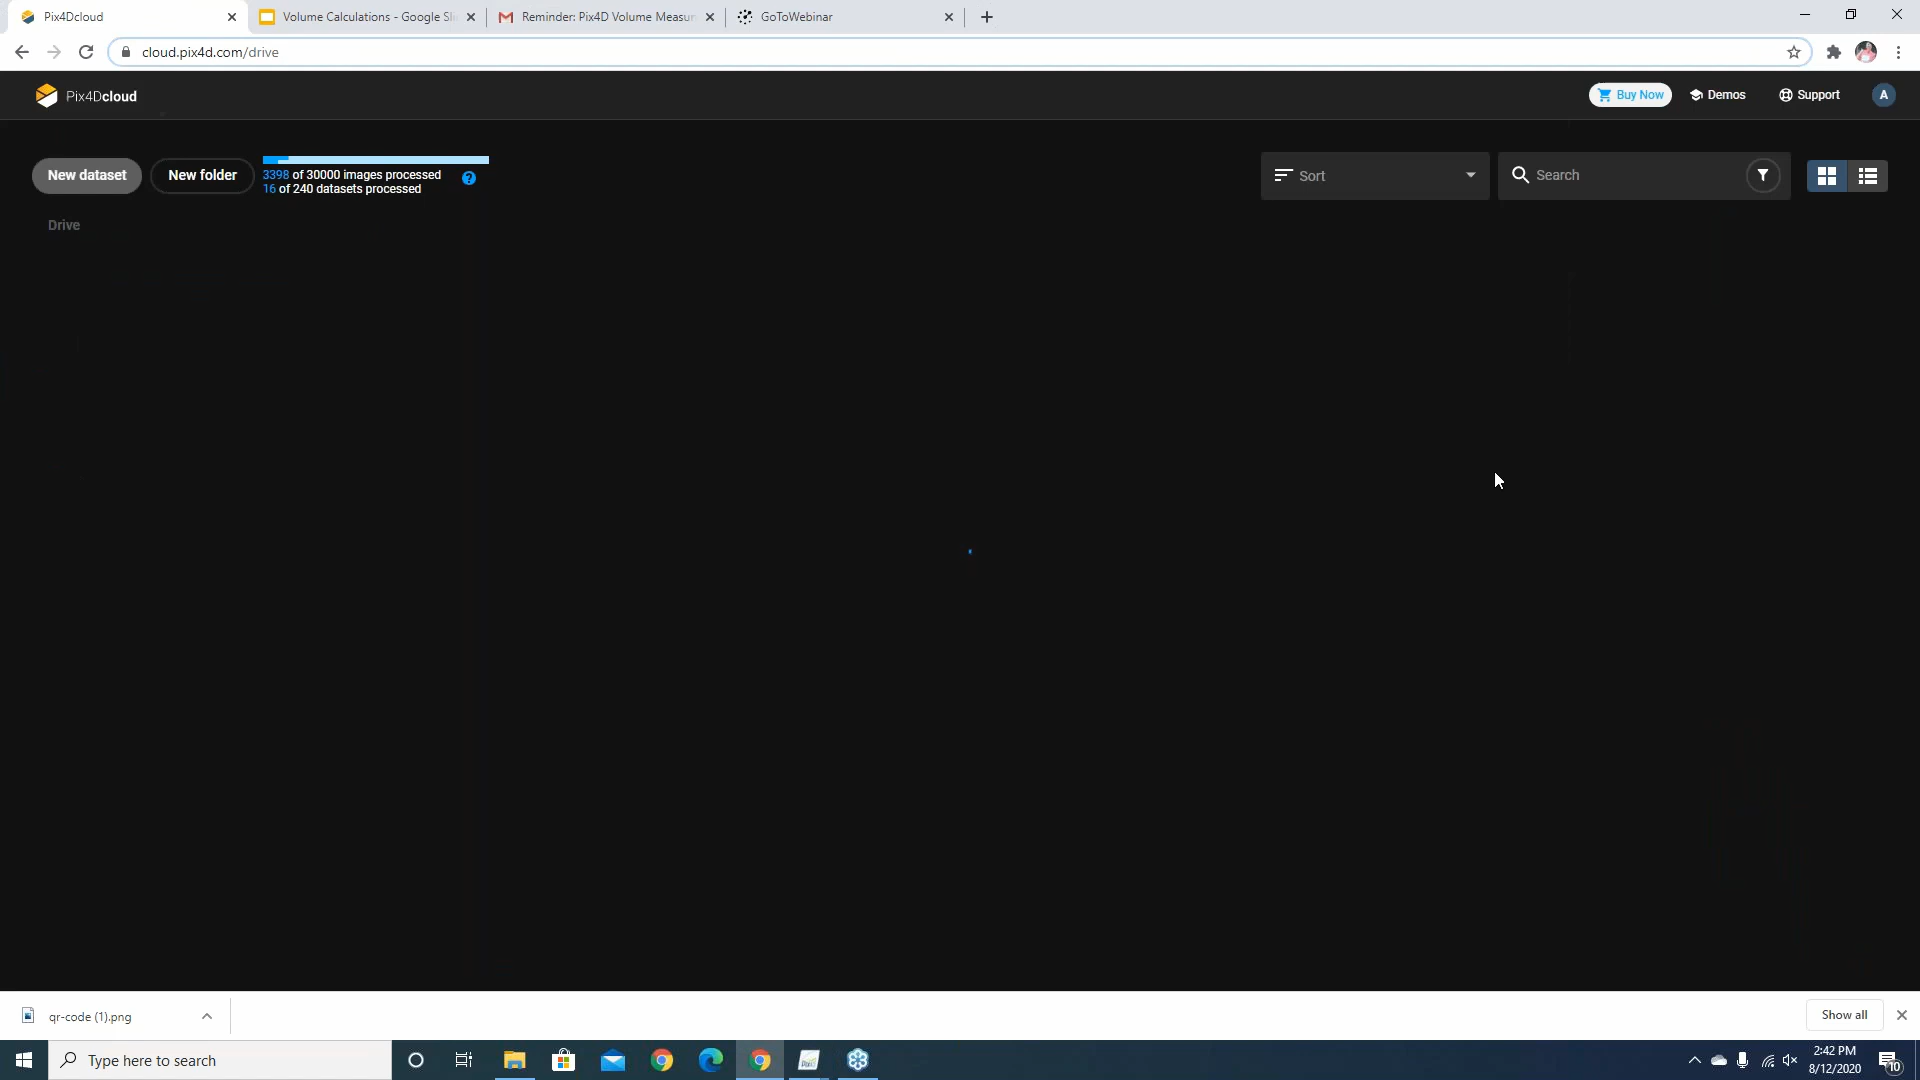 Pix4Dcloud
Volume Calculations - Google Sli
Reminder: Pix4D Volume Measur
GoToWebinar
cloud.pix4d.com/drive
Pix4Dcloud
Buy Now
Demos
Support
A
New dataset
New folder
3398 of 30000 images processed
16 of 240 datasets processed
?
Sort
Search
Drive
qr-code (1).png
Show all
Type here to search
2:42 PM
8/12/2020
10